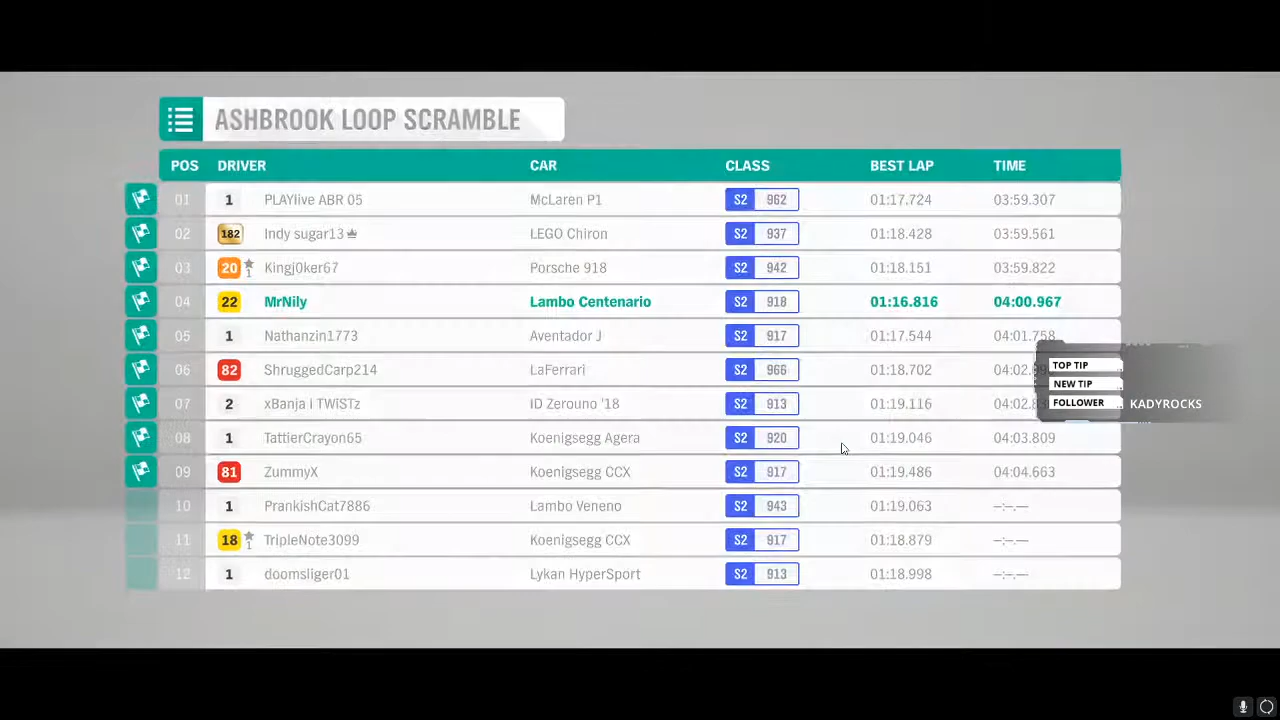 ASHBROOK LOOP SCRAMBLE
POS DRIVER CAR CLASS BEST LAP TIME
01 1 PLAYlive ABR 05 McLaren P1 S2 962 01:17.724 03:59.307
02 182 Indy sugar13 LEGO Chiron S2 937 01:18.428 03:59.561
03 20 1 Kingj0ker67 Porsche 918 S2 942 01:18.151 03:59.822
04 22 MrNily Lambo Centenario S2 918 01:16.816 04:00.967
05 1 Nathanzin1773 Aventador J S2 917 01:17.544 04:01.758
06 82 ShruggedCarpZ14 LaFerrari S2 966 01:18.702
07 2 xBanja i TWiSTz ID Zerouno '18 S2 913 01:19.116
08 1 TattierCrayon65 Koenigsegg Agera S2 920 01:19.046 04:03.809
09 81 ZummyX Koenigsegg CCX S2 917 01:19.486 04:04.663
10 1 PrankishCat7886 Lambo Veneno S2 943 01:19.063 --:--.---
11 18 1 TripleNote3099 Koenigsegg CCX S2 917 01:18.879 --:--.---
12 1 doomsliger01 Lykan HyperSport S2 913 01:18.998 --:--.---
TOP TIP
NEW TIP
FOLLOWER KADYROCKS